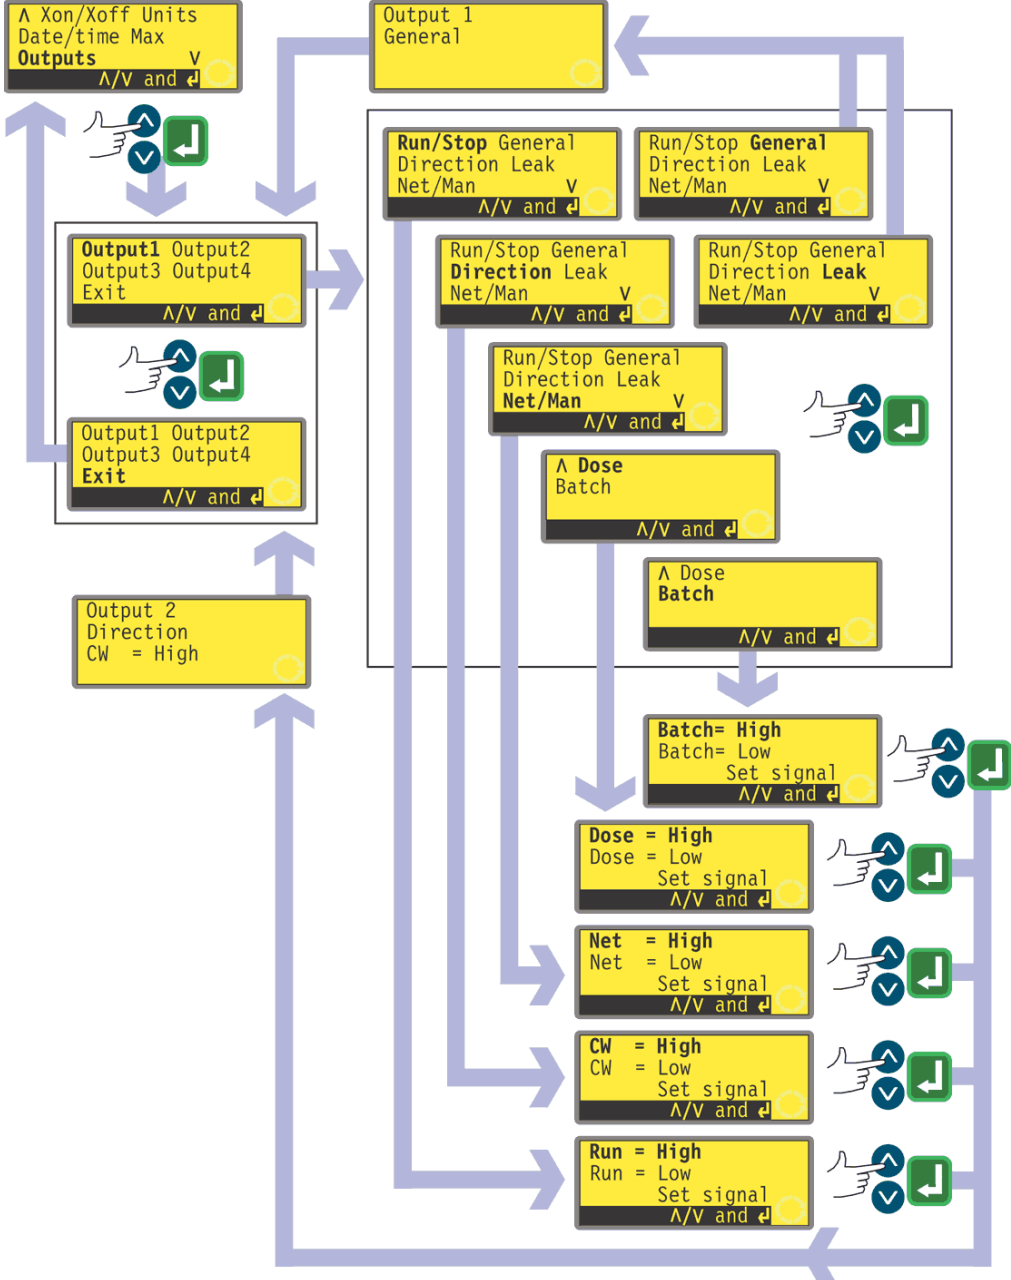 Λ Xon/Xoff Units
Date/time Max
Outputs V
Λ/V and ↲
Output 1
General
Output1 Output2
Output3 Output4
Exit
Λ/V and ↲
Output1 Output2
Output3 Output4
Exit
Λ/V and ↲
Output 2
Direction
CW = High
Run/Stop General
Direction Leak
Net/Man V
Λ/V and ↲
Run/Stop General
Direction Leak
Net/Man V
Λ/V and ↲
Run/Stop General
Direction Leak
Net/Man V
Λ/V and ↲
Run/Stop General
Direction Leak
Net/Man V
Λ/V and ↲
Run/Stop General
Direction Leak
Net/Man V
Λ/V and ↲
Λ Dose
Batch
Λ/V and ↲
Λ Dose
Batch
Λ/V and ↲
Batch= High
Batch= Low
Set signal
Λ/V and ↲
Dose = High
Dose = Low
Set signal
Λ/V and ↲
Net = High
Net = Low
Set signal
Λ/V and ↲
CW = High
CW = Low
Set signal
Λ/V and ↲
Run = High
Run = Low
Set signal
Λ/V and ↲